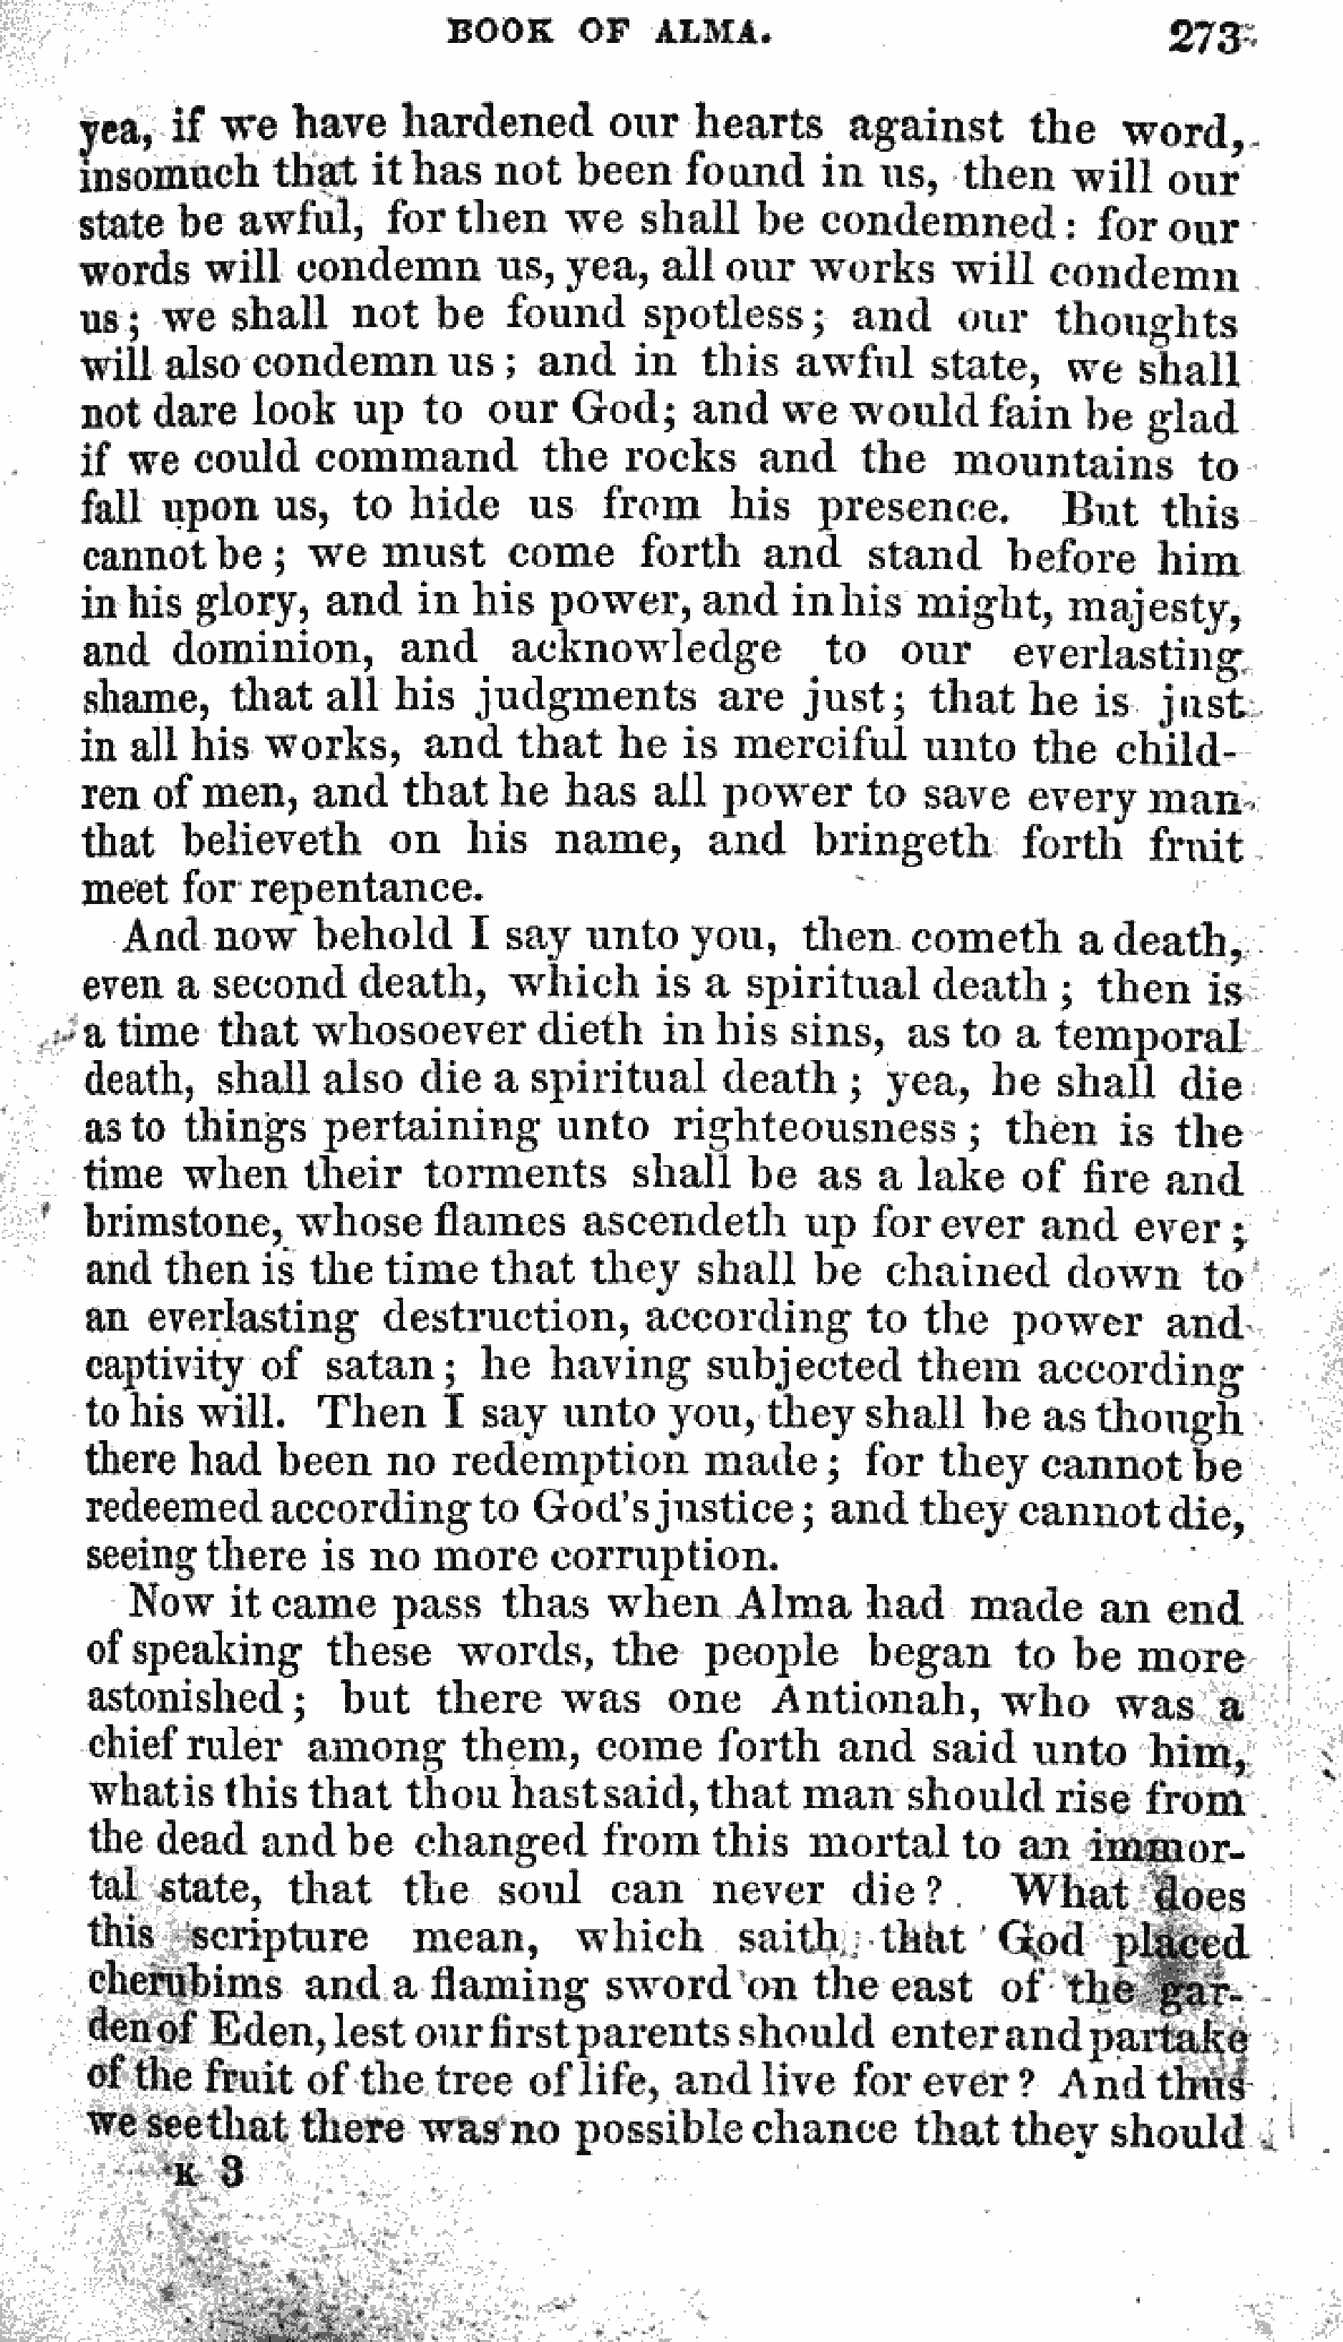 BOOK OF ALMA. 273
yea, if we have hardened our hearts against the word,
insomuch that it has not been found in us, then will our
state be awful, for then we shall be condemned: for our
words will condemn us, yea, all our works will condemn
us; we shall not be found spotless; and our thoughts
will also condemn us; and in this awful state, we shall
not dare look up to our God; and we would fain be glad
if we could command the rocks and the mountains to
fall upon us, to hide us from his presence. But this
cannot be; we must come forth and stand before him
in his glory, and in his power, and in his might, majesty,
and dominion, and acknowledge to our everlasting
shame, that all his judgments are just; that he is just
in all his works, and that he is merciful unto the child-
ren of men, and that he has all power to save every man
that believeth on his name, and bringeth forth fruit
meet for repentance.
And now behold I say unto you, then cometh a death,
even a second death, which is a spiritual death; then is
a time that whosoever dieth in his sins, as to a temporal
death, shall also die a spiritual death; yea, he shall die
as to things pertaining unto righteousness; then is the
time when their torments shall be as a lake of fire and
brimstone, whose flames ascendeth up for ever and ever;
and then is the time that they shall be chained down to
an everlasting destruction, according to the power and
captivity of satan; he having subjected them according
to his will. Then I say unto you, they shall be as though
there had been no redemption made; for they cannot be
redeemed according to God's justice; and they cannot die,
seeing there is no more corruption.
Now it came pass thas when Alma had made an end
of speaking these words, the people began to be more
astonished; but there was one Antionah, who was a
chief ruler among them, come forth and said unto him,
what is this that thou hast said, that man should rise from
the dead and be changed from this mortal to an immor-
tal state, that the soul can never die? What does
this scripture mean, which saith that God placed
cherubims and a flaming sword on the east of the gar-
den of Eden, lest our first parents should enter and partake
of the fruit of the tree of life, and live for ever? And thus
we see that there was no possible chance that they should
K 3